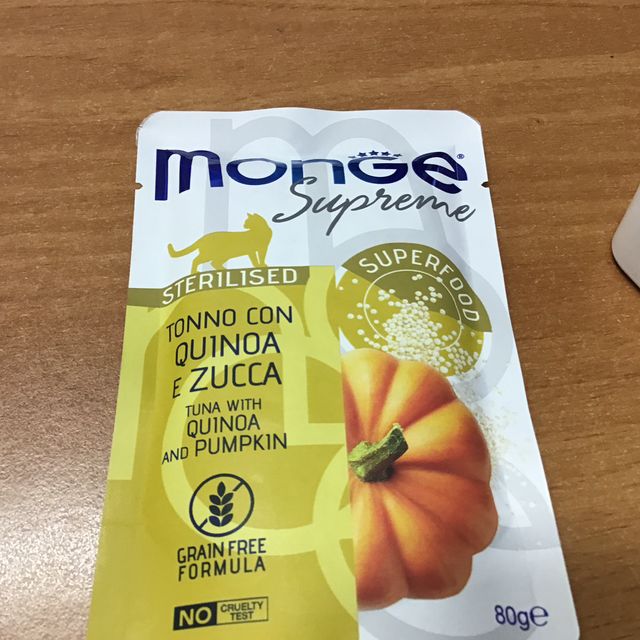 monGe®
Supreme
STERILISED
SUPERFOOD
TONNO CON
QUINOA
E ZUCCA
TUNA WITH
QUINOA
AND PUMPKIN
GRAIN FREE
FORMULA
NO CRUELTY
TEST
80g℮